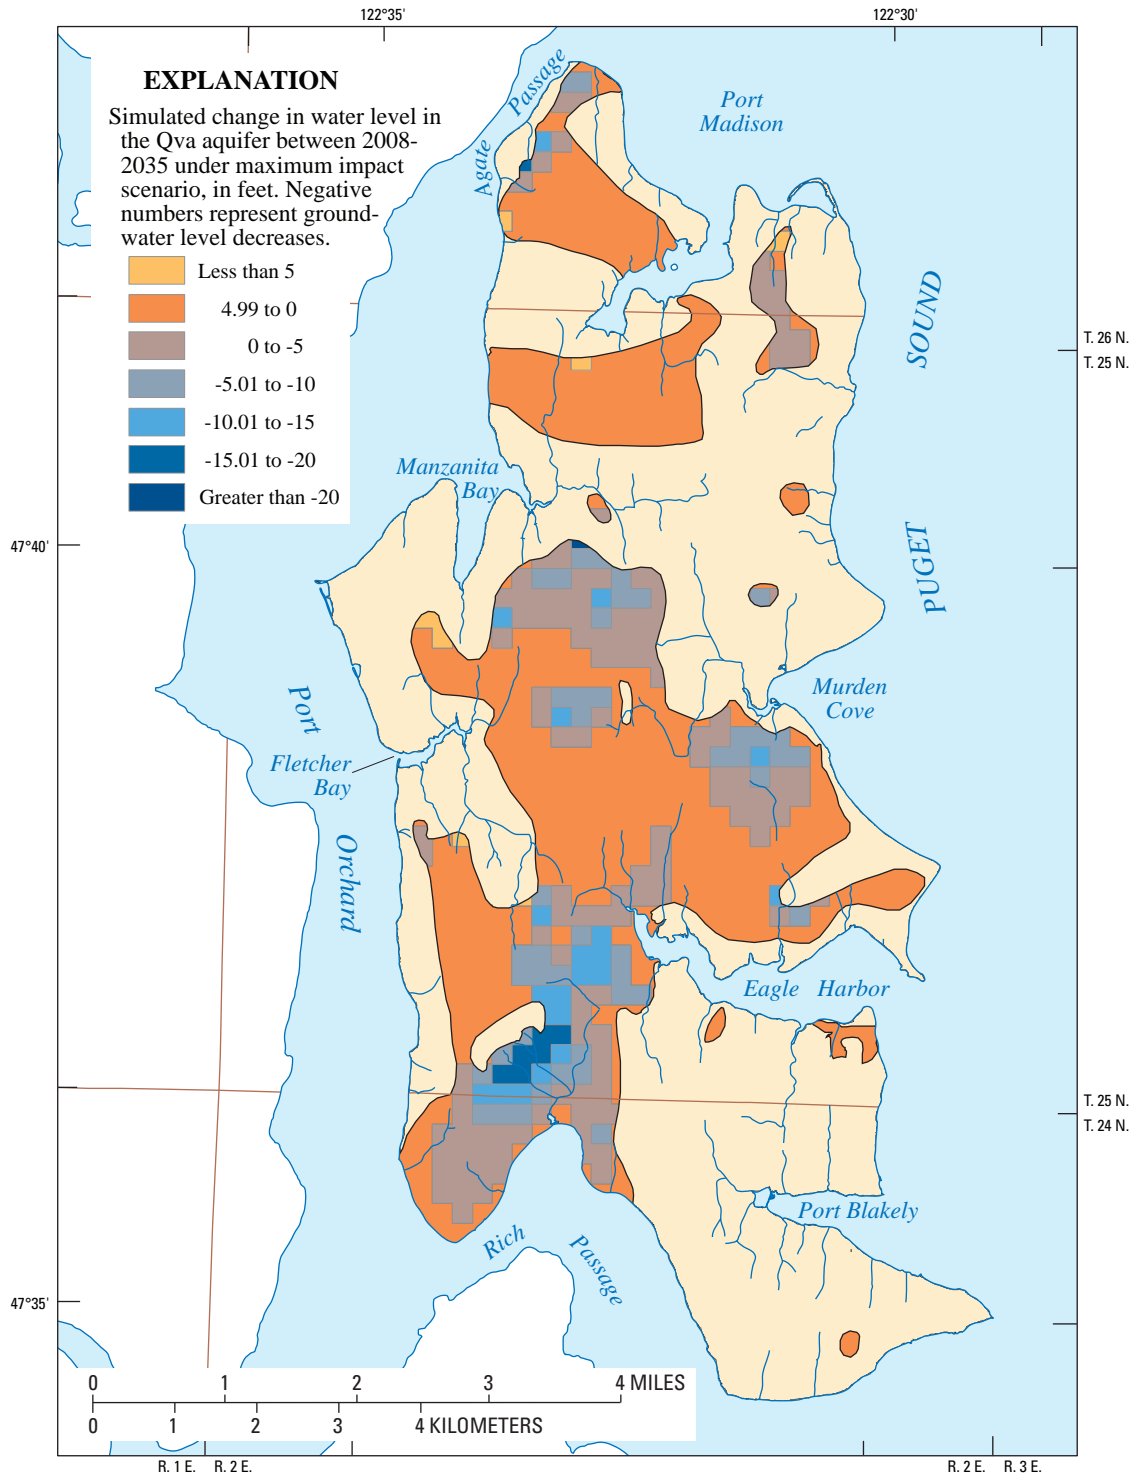 122°35'
122°30'
EXPLANATION
Simulated change in water level in
the Qva aquifer between 2008-
2035 under maximum impact
scenario, in feet. Negative
numbers represent ground-
water level decreases.
Less than 5
4.99 to 0
0 to -5
-5.01 to -10
-10.01 to -15
-15.01 to -20
Greater than -20
Agate Passage
Port
Madison
PUGET SOUND
T. 26 N.
T. 25 N.
Manzanita
Bay
47°40'
Port Orchard
Murden
Cove
Fletcher
Bay
Eagle Harbor
T. 25 N.
T. 24 N.
Port Blakely
Rich Passage
47°35'
0 1 2 3 4 MILES
0 1 2 3 4 KILOMETERS
R. 1 E. R. 2 E.
R. 2 E. R. 3 E.